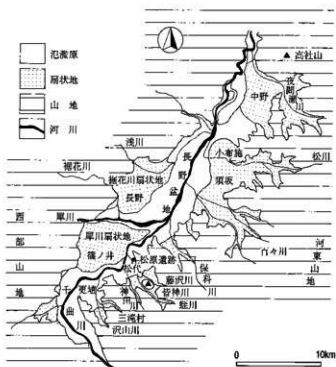 氾濫原
扇状地
山地
河川
高社山
夜間瀬川
中野
浅川
裾花川
長野盆地
小布施
松川
須坂
裾花川扇状地
長野
犀川
西部山地
犀川扇状地
篠ノ井
松原遺跡
松代
保科川
百々川
河東山地
藤沢川
皆神川
蛭川
神田川
千曲川
更埴
三滝村
沢山川
0
10km